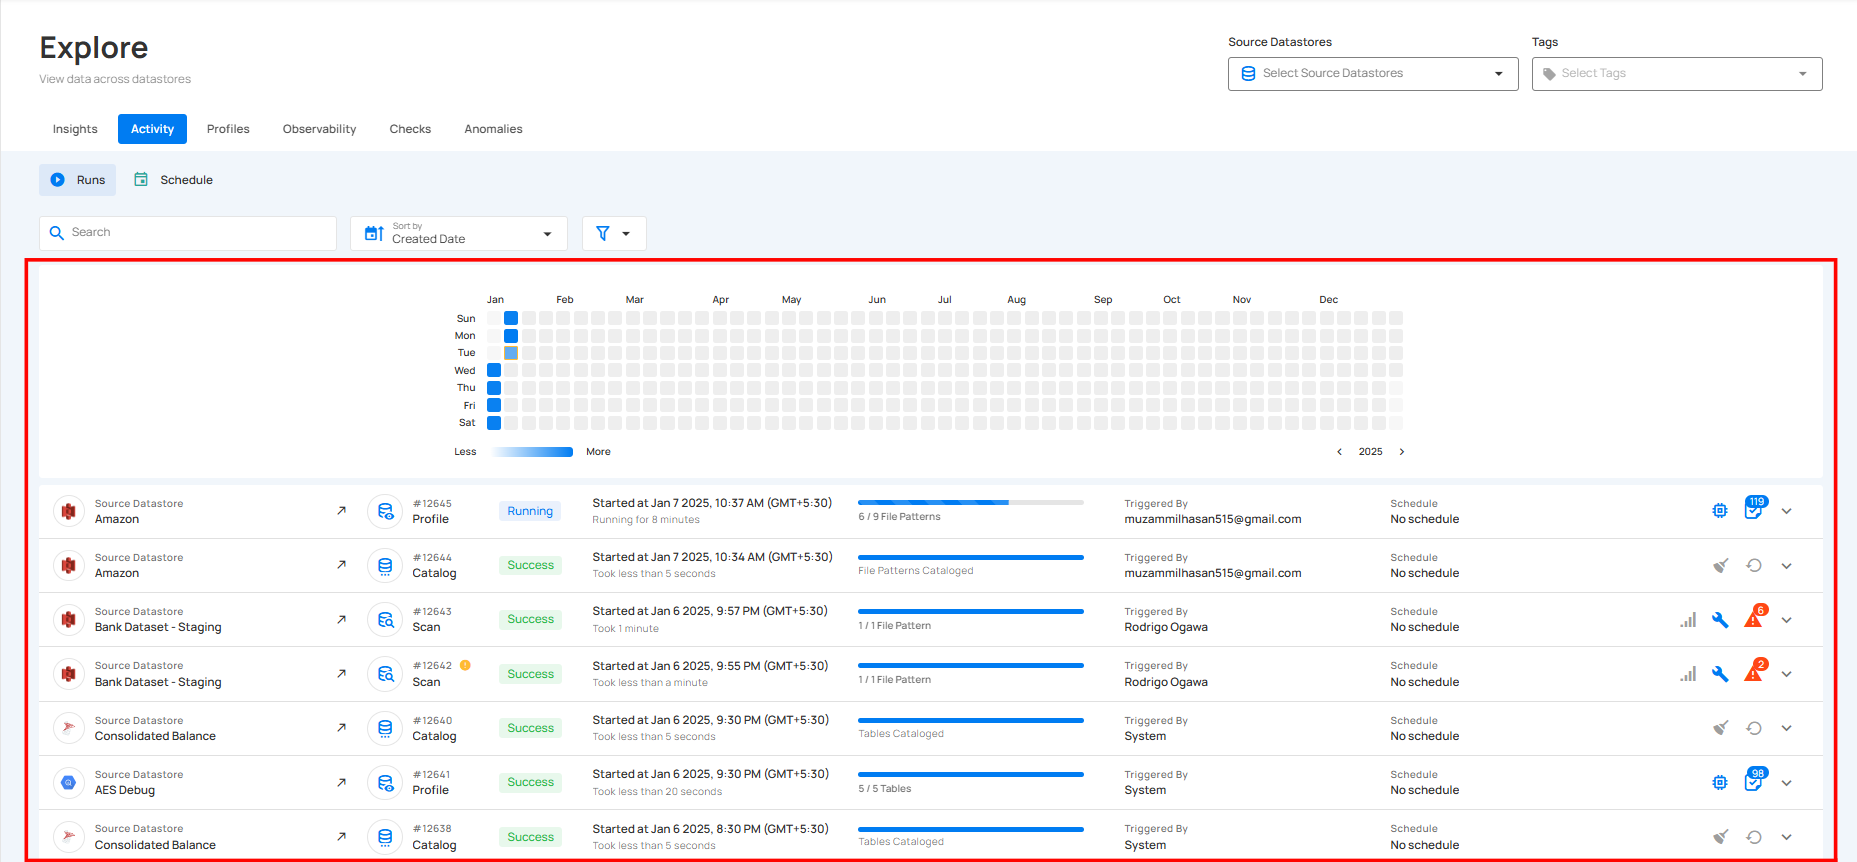 Explore
View data across datastores
Source Datastores
Select Source Datastores
Tags
Select Tags
Insights Activity Profiles Observability Checks Anomalies
Runs Schedule
Search
Sort by
Created Date
Jan Feb Mar Apr May Jun Jul Aug Sep Oct Nov Dec
Sun
Mon
Tue
Wed
Thu
Fri
Sat
Less More
2025
Source Datastore #12645 Started at Jan 7 2025, 10:37 AM (GMT+5:30) Triggered By Schedule 119
Amazon Profile Running Running for 8 minutes 6 / 9 File Patterns muzammilhasan515@gmail.com No schedule
Source Datastore #12644 Started at Jan 7 2025, 10:34 AM (GMT+5:30) Triggered By Schedule
Amazon Catalog Success Took less than 5 seconds File Patterns Cataloged muzammilhasan515@gmail.com No schedule
Source Datastore #12643 Started at Jan 6 2025, 9:57 PM (GMT+5:30) Triggered By Schedule 6
Bank Dataset - Staging Scan Success Took 1 minute 1 / 1 File Pattern Rodrigo Ogawa No schedule
Source Datastore #12642 Started at Jan 6 2025, 9:55 PM (GMT+5:30) Triggered By Schedule 2
Bank Dataset - Staging Scan Success Took less than a minute 1 / 1 File Pattern Rodrigo Ogawa No schedule
Source Datastore #12640 Started at Jan 6 2025, 9:30 PM (GMT+5:30) Triggered By Schedule
Consolidated Balance Catalog Success Took less than 5 seconds Tables Cataloged System No schedule
Source Datastore #12641 Started at Jan 6 2025, 9:30 PM (GMT+5:30) Triggered By Schedule 98
AES Debug Profile Success Took less than 20 seconds 5 / 5 Tables System No schedule
Source Datastore #12638 Started at Jan 6 2025, 8:30 PM (GMT+5:30) Triggered By Schedule
Consolidated Balance Catalog Success Took less than 5 seconds Tables Cataloged System No schedule